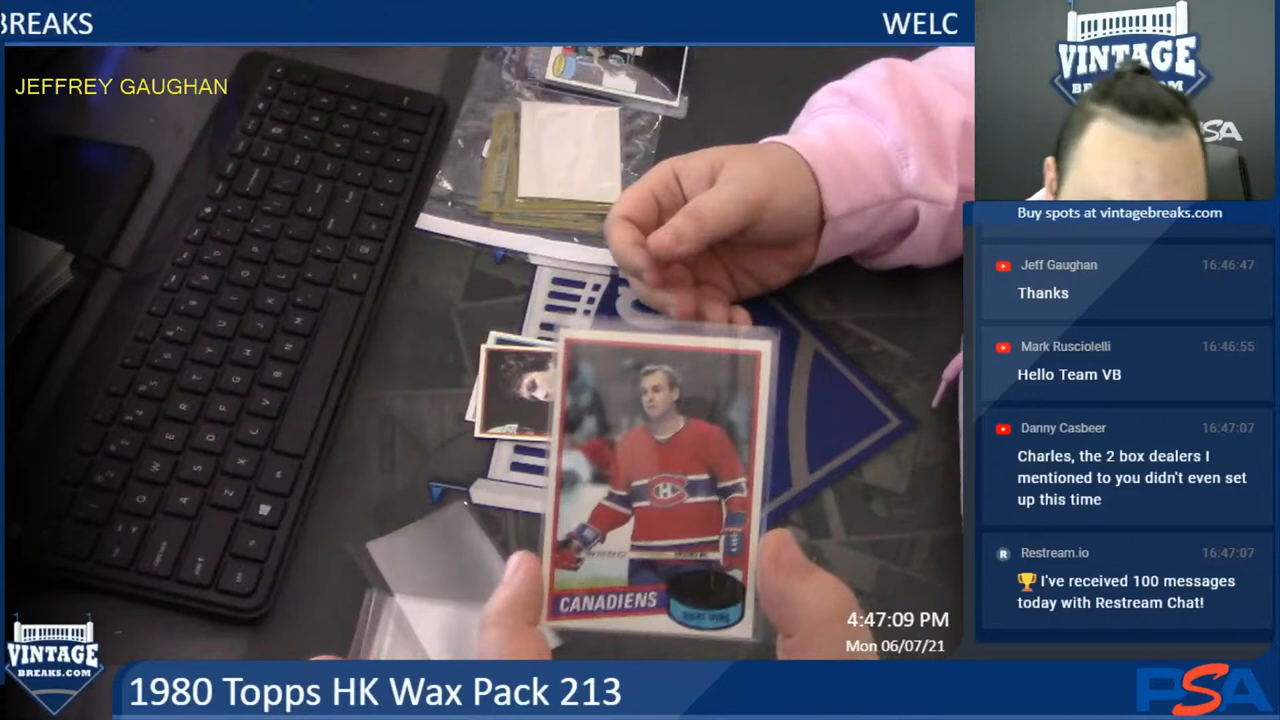 BREAKS
WELC
JEFFREY GAUGHAN
VINTAGE
PSA
Buy spots at vintagebreaks.com
Jeff Gaughan 16:46:47
Thanks
Mark Rusciolelli 16:46:55
Hello Team VB
Danny Casbeer 16:47:07
Charles, the 2 box dealers I
mentioned to you didn't even set
up this time
Restream.io 16:47:07
🏆 I've received 100 messages
today with Restream Chat!
CANADIENS
RIGHT WING
4:47:09 PM
Mon 06/07/21
VINTAGE
BREAKS.COM
1980 Topps HK Wax Pack 213
PSA